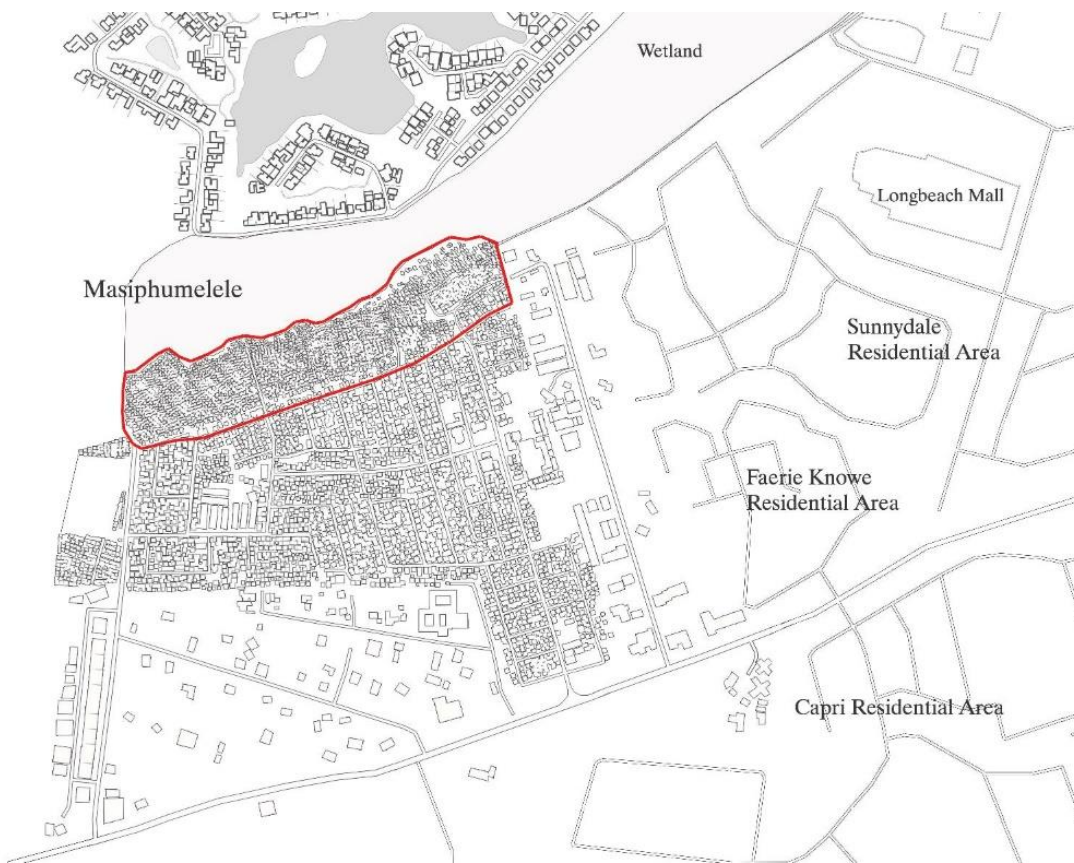 Wetland
Longbeach Mall
Masiphumelele
Sunnydale
Residential Area
Faerie Knowe
Residential Area
Capri Residential Area